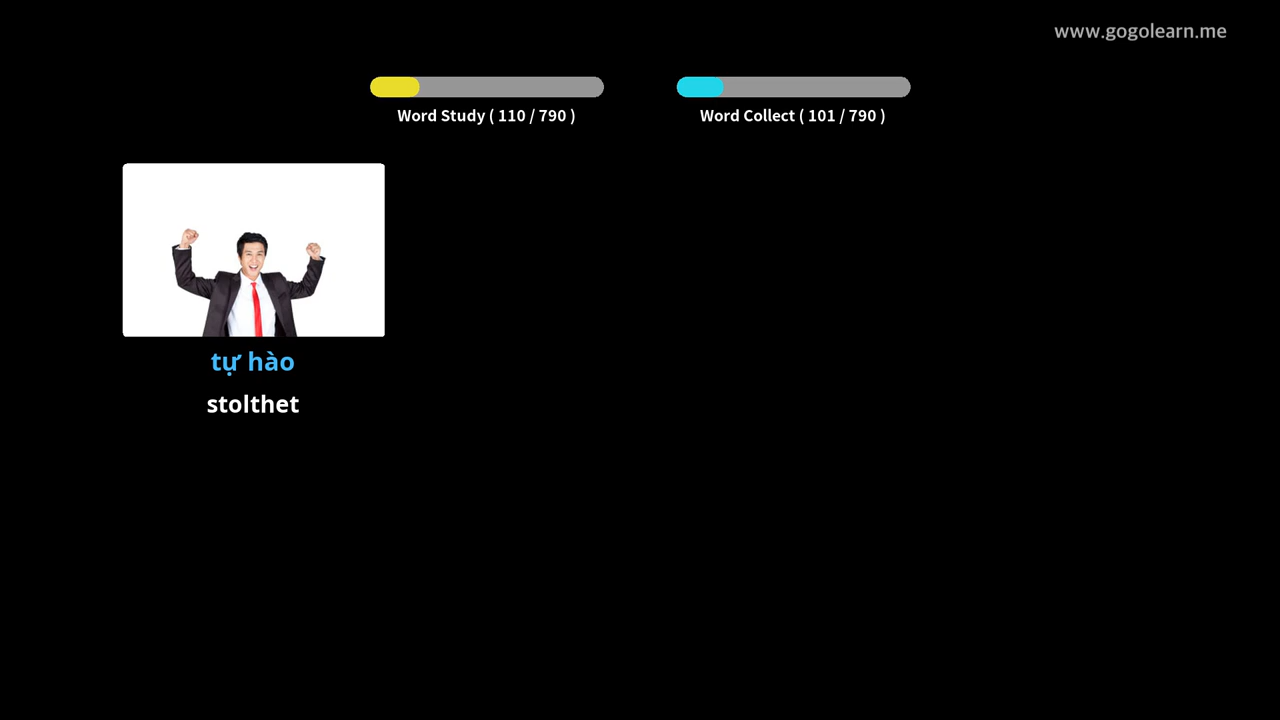 www.gogolearn.me
Word Study ( 110 / 790 )
Word Collect ( 101 / 790 )
tự hào
stolthet